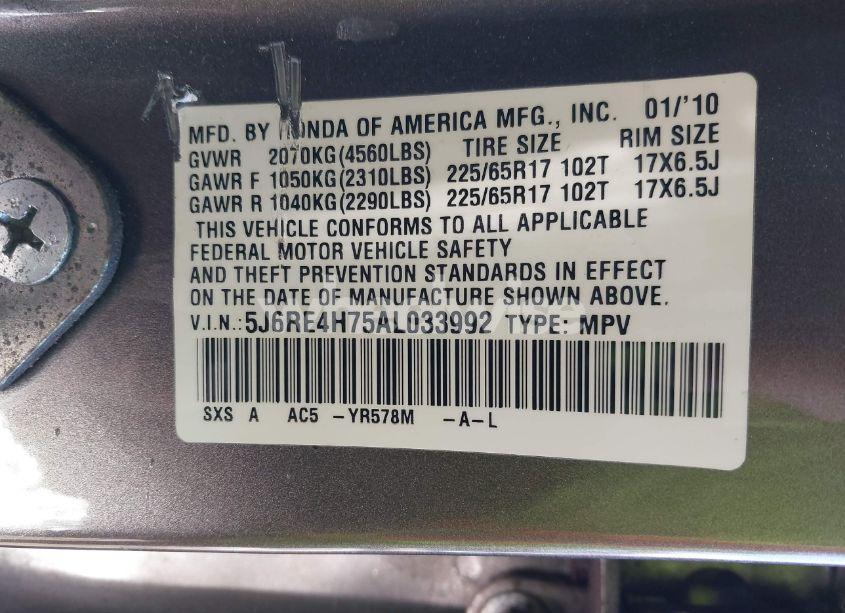 MFD. BY HONDA OF AMERICA MFG., INC. 01/'10
GVWR 2070KG(4560LBS) TIRE SIZE RIM SIZE
GAWR F 1050KG(2310LBS) 225/65R17 102T 17X6.5J
GAWR R 1040KG(2290LBS) 225/65R17 102T 17X6.5J
THIS VEHICLE CONFORMS TO ALL APPLICABLE
FEDERAL MOTOR VEHICLE SAFETY
AND THEFT PREVENTION STANDARDS IN EFFECT
ON THE DATE OF MANUFACTURE SHOWN ABOVE.
V.I.N.:5J6RE4H75AL033992 TYPE: MPV
SXS A AC5 -YR578M -A-L